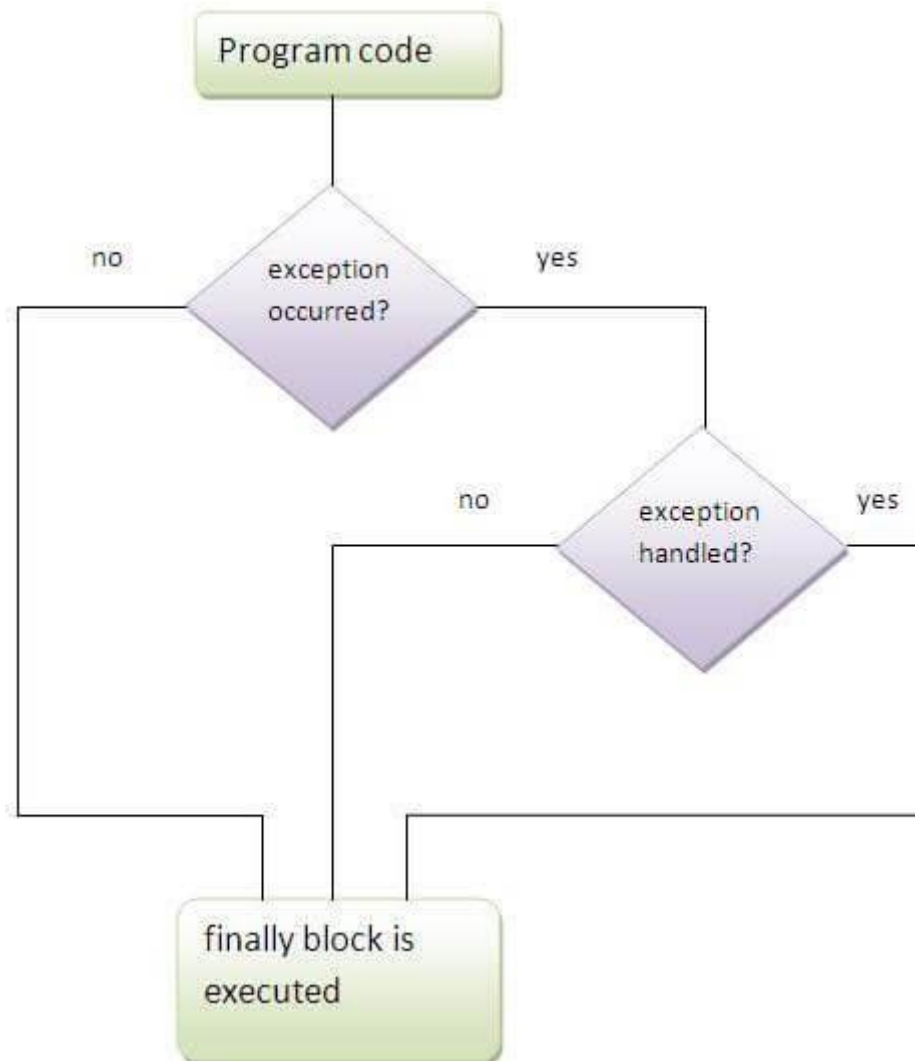 Program code
no
exception
occurred?
yes
no
exception
handled?
yes
finally block is
executed